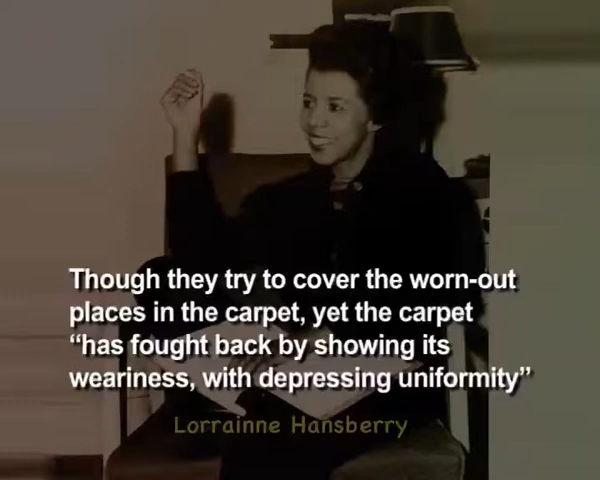 Though they try to cover the worn-out
places in the carpet, yet the carpet
“has fought back by showing its
weariness, with depressing uniformity”
Lorrainne Hansberry